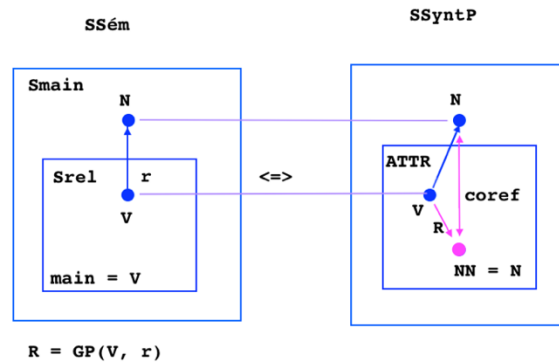 SSém
SSyntP
Smain
N
N
Srel
r
ATTR
<=>
coref
V
V
R
main = V
NN = N
R = GP(V, r)